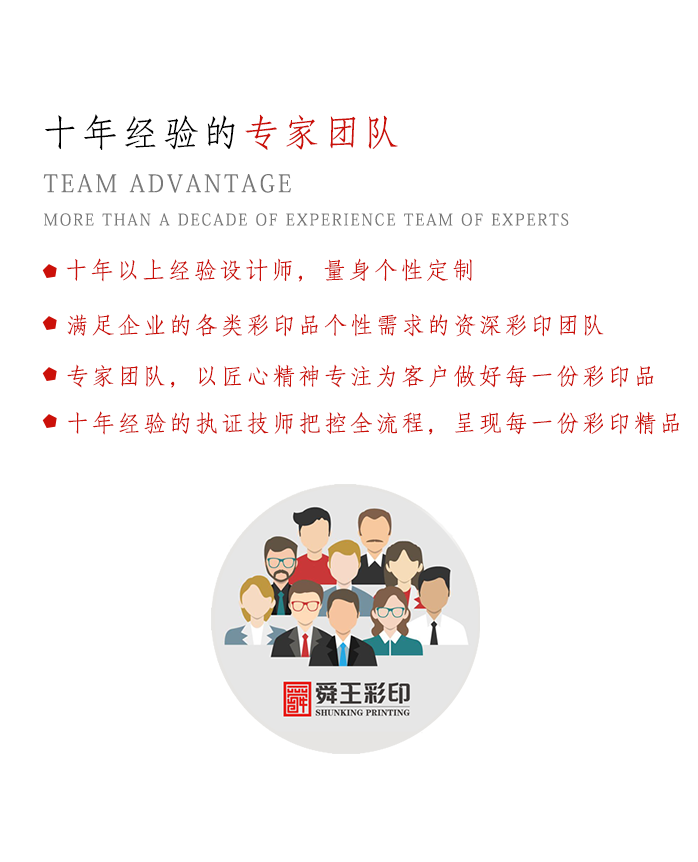 十年经验的专家团队
TEAM ADVANTAGE
MORE THAN A DECADE OF EXPERIENCE TEAM OF EXPERTS
十年以上经验设计师，量身个性定制
满足企业的各类彩印品个性需求的资深彩印团队
专家团队，以匠心精神专注为客户做好每一份彩印品
十年经验的执证技师把控全流程，呈现每一份彩印精品
舜王彩印
SHUNKING PRINTING